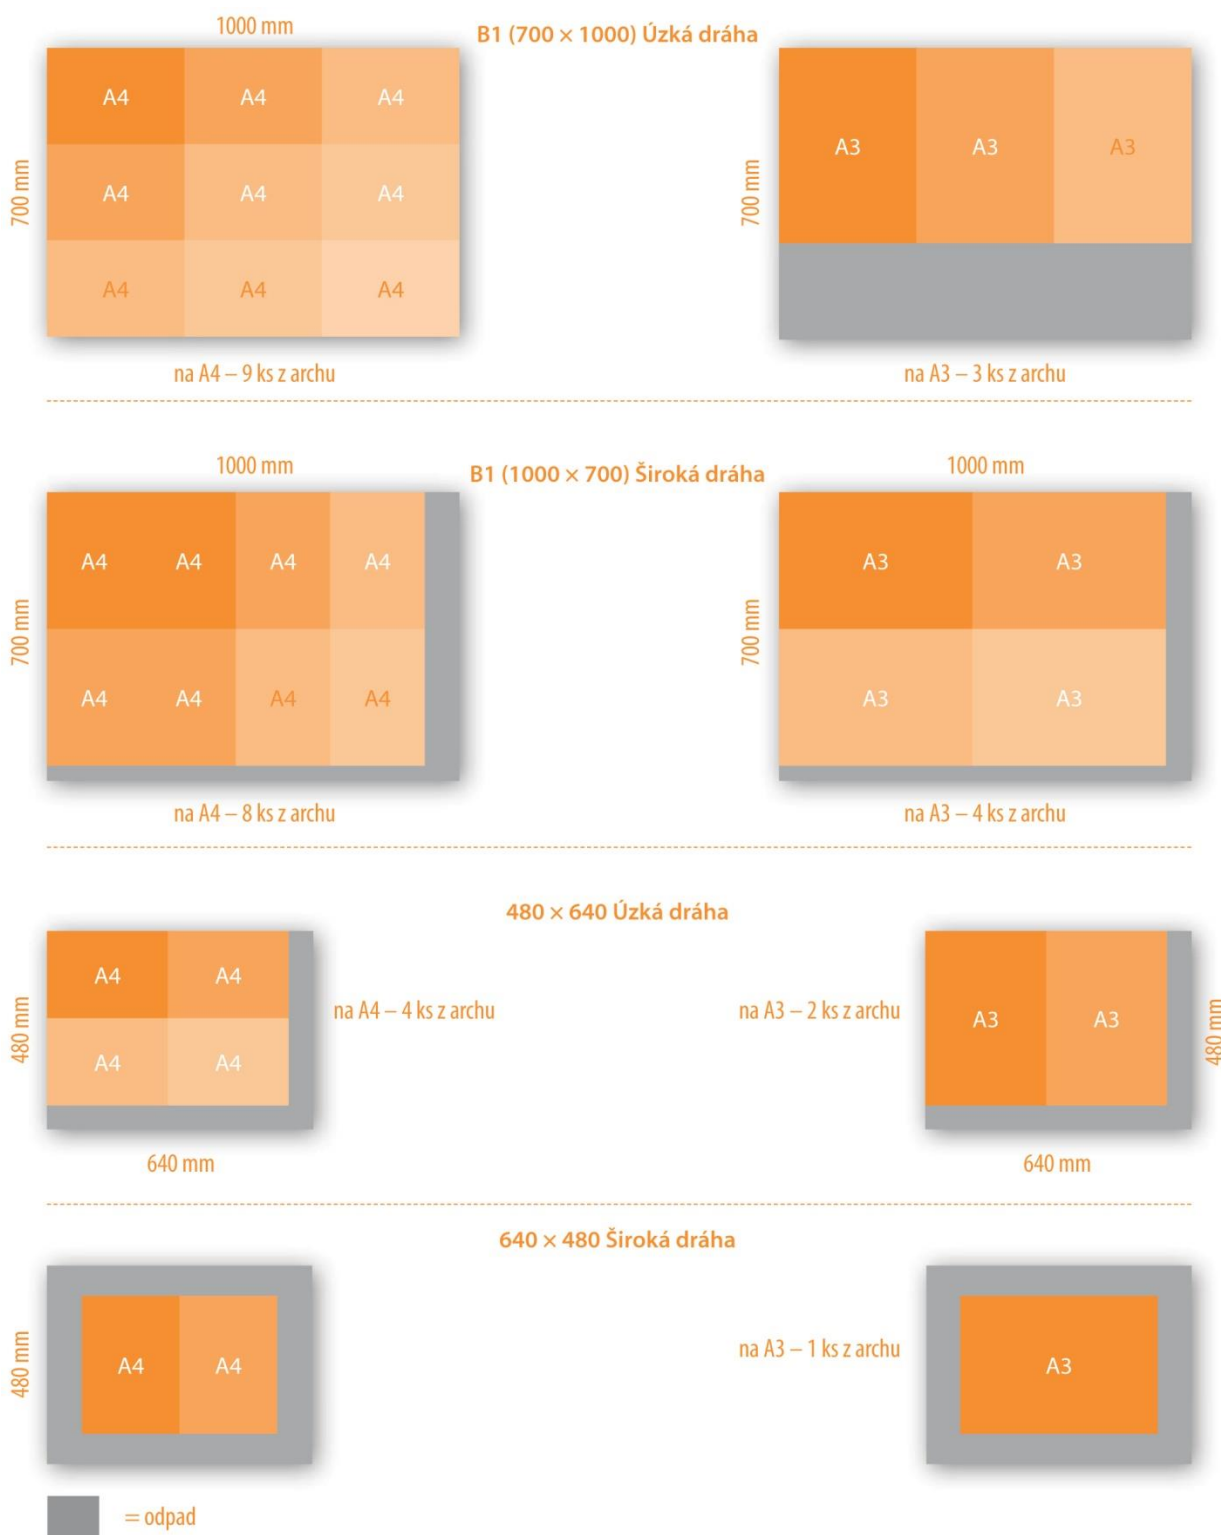 1000 mm
B1 (700 × 1000) Úzká dráha
700 mm
A4 A4 A4
A4 A4 A4
A4 A4 A4
na A4 – 9 ks z archu
700 mm
A3 A3 A3
na A3 – 3 ks z archu
1000 mm
B1 (1000 × 700) Široká dráha
1000 mm
700 mm
A4 A4 A4 A4
A4 A4 A4 A4
na A4 – 8 ks z archu
700 mm
A3 A3
A3 A3
na A3 – 4 ks z archu
480 × 640 Úzká dráha
480 mm
A4 A4
A4 A4
640 mm
na A4 – 4 ks z archu
na A3 – 2 ks z archu
A3 A3
480 mm
640 mm
640 × 480 Široká dráha
480 mm
A4 A4
na A3 – 1 ks z archu
A3
= odpad